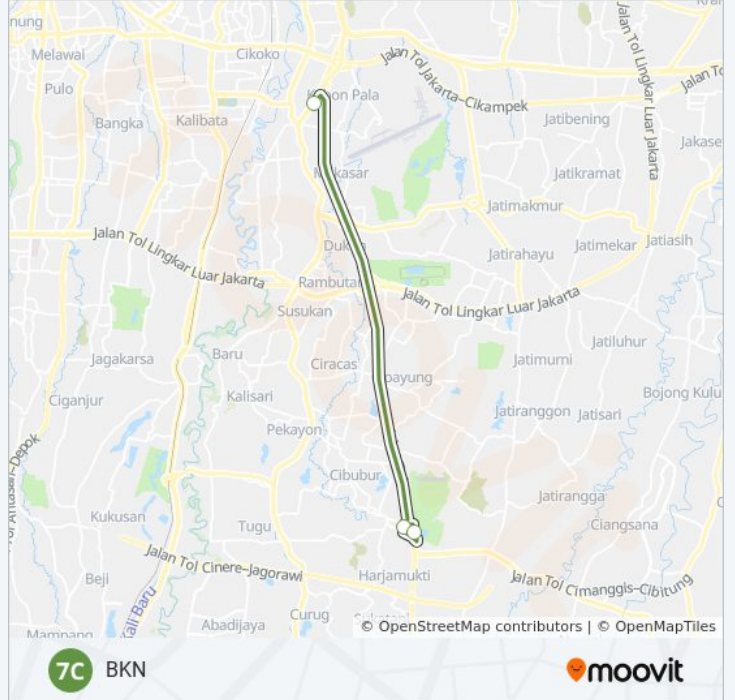 nung
Melawai
Cikoko
Jalan Tol Jakarta–Cikampek
Jalan Tol Lingkar Luar Jakarta
Pulo
Bangka
Kalibata
Jatibening
Jakase
Jatikramat
Jatimakmur
Jalan Tol Lingkar Luar Jakarta
Jatirahayu
Jatimekar
Jatiasih
Susukan
Jalan Tol Lingkar Luar Jakarta
Jagakarsa
Baru
Ciracas
Jatimurni
Jatiluhur
Ciganjur
Kalisari
payung
Jatiranggon
Jatisari
Bojong Kulu
Pekayon
Cibubur
Jatirangga
Kukusan
Tugu
Ciangsana
Beji
Jalan Tol Cinere–Jagorawi
Harjamukti
Jalan Tol Cimanggis–Cibitung
Kali Baru
Curug
Abadijaya
Mampang
© OpenStreetMap contributors | © OpenMapTiles
7C BKN
moovit